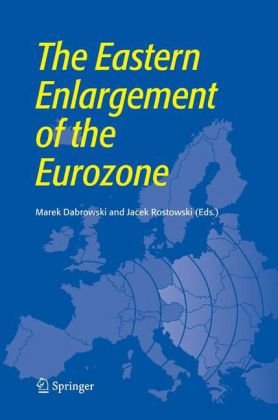 The Eastern
Enlargement
of the
Eurozone
Marek Dabrowski and Jacek Rostowski (Eds.)
Springer